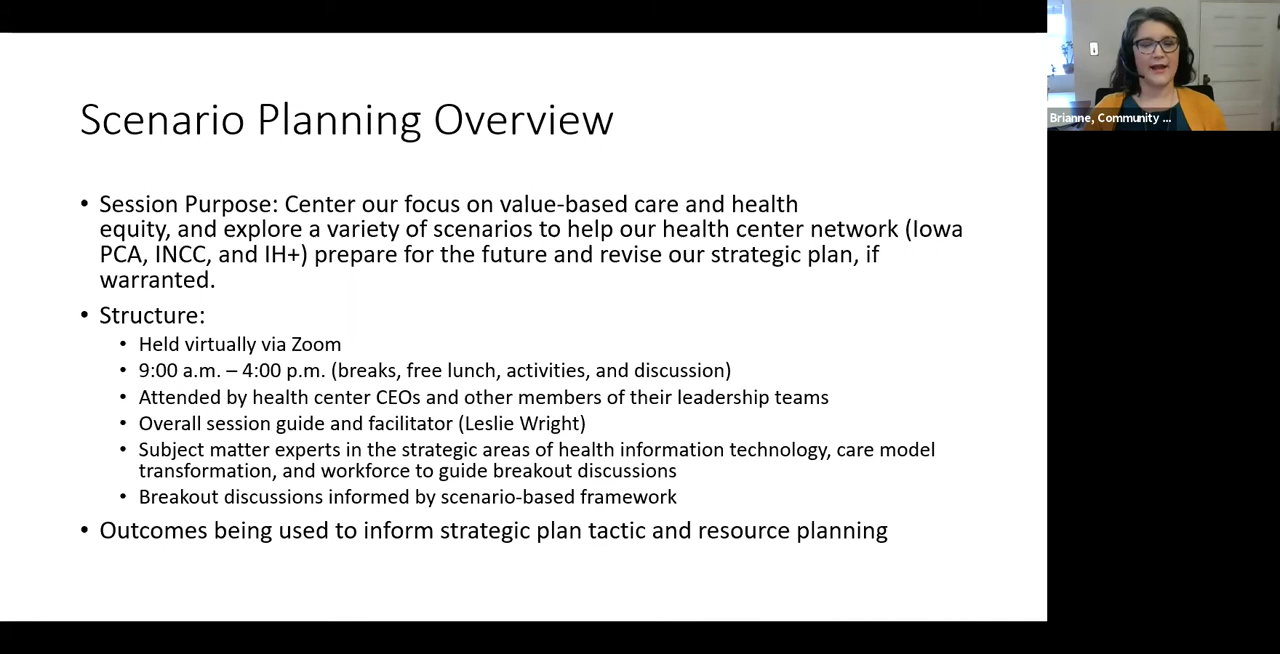 Scenario Planning Overview
• Session Purpose: Center our focus on value-based care and health
equity, and explore a variety of scenarios to help our health center network (Iowa
PCA, INCC, and IH+) prepare for the future and revise our strategic plan, if
warranted.
• Structure:
• Held virtually via Zoom
• 9:00 a.m. – 4:00 p.m. (breaks, free lunch, activities, and discussion)
• Attended by health center CEOs and other members of their leadership teams
• Overall session guide and facilitator (Leslie Wright)
• Subject matter experts in the strategic areas of health information technology, care model
transformation, and workforce to guide breakout discussions
• Breakout discussions informed by scenario-based framework
• Outcomes being used to inform strategic plan tactic and resource planning
Brianne, Community ...